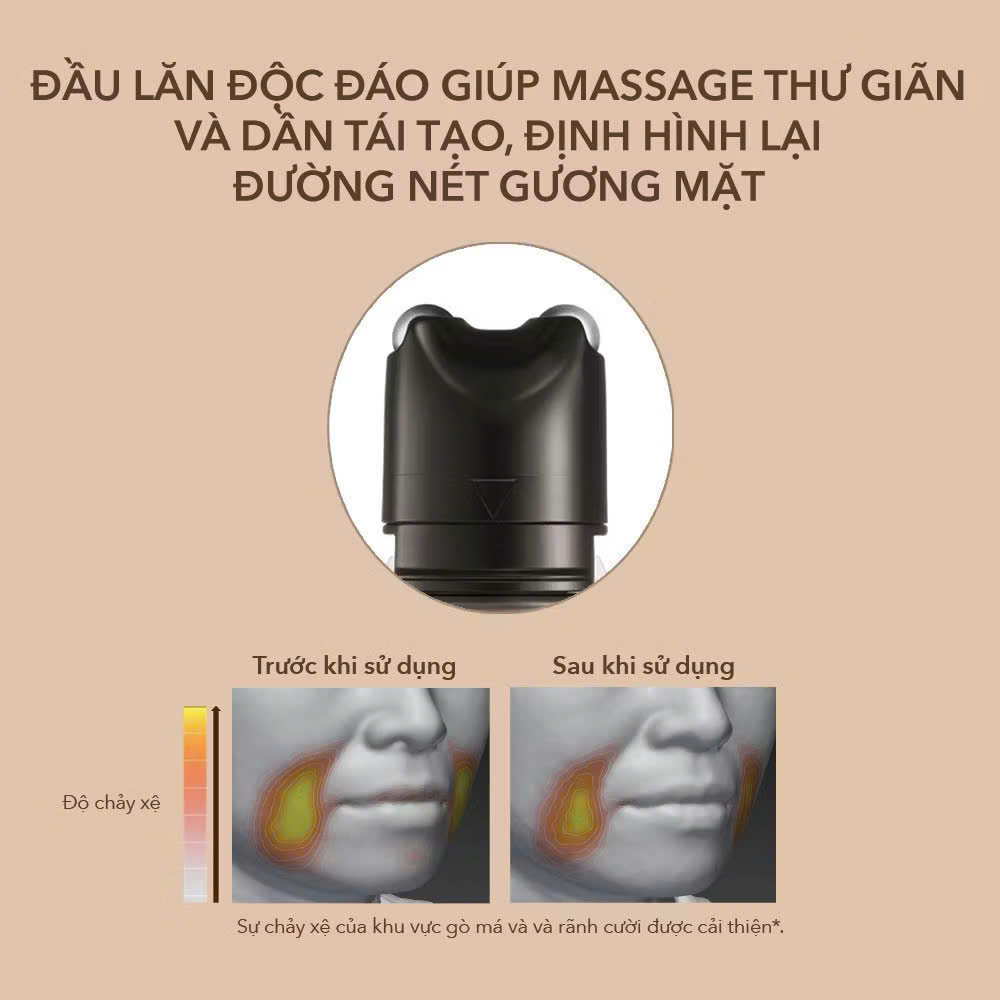 ĐẦU LĂN ĐỘC ĐÁO GIÚP MASSAGE THƯ GIÃN
VÀ DẦN TÁI TẠO, ĐỊNH HÌNH LẠI
ĐƯỜNG NÉT GƯƠNG MẶT
Trước khi sử dụng
Sau khi sử dụng
Độ chảy xệ
Sự chảy xệ của khu vực gò má và và rãnh cười được cải thiện*.